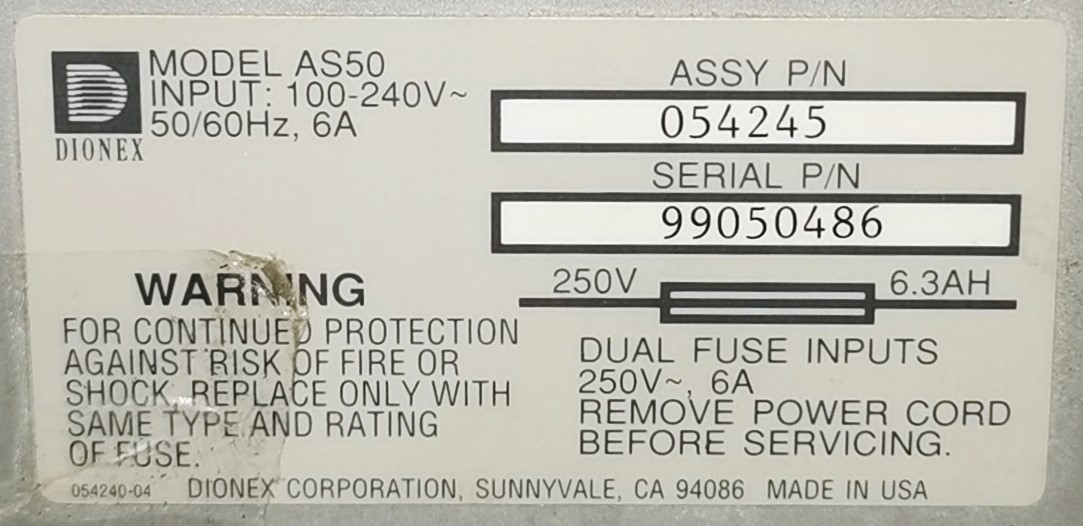 MODEL AS50
INPUT: 100-240V~
50/60Hz, 6A
DIONEX
ASSY P/N
054245
SERIAL P/N
99050486
250V 6.3AH
WARNING
FOR CONTINUED PROTECTION
AGAINST RISK OF FIRE OR
SHOCK, REPLACE ONLY WITH
SAME TYPE AND RATING
OF FUSE.
DUAL FUSE INPUTS
250V~, 6A
REMOVE POWER CORD
BEFORE SERVICING.
054240-04 DIONEX CORPORATION, SUNNYVALE, CA 94086 MADE IN USA